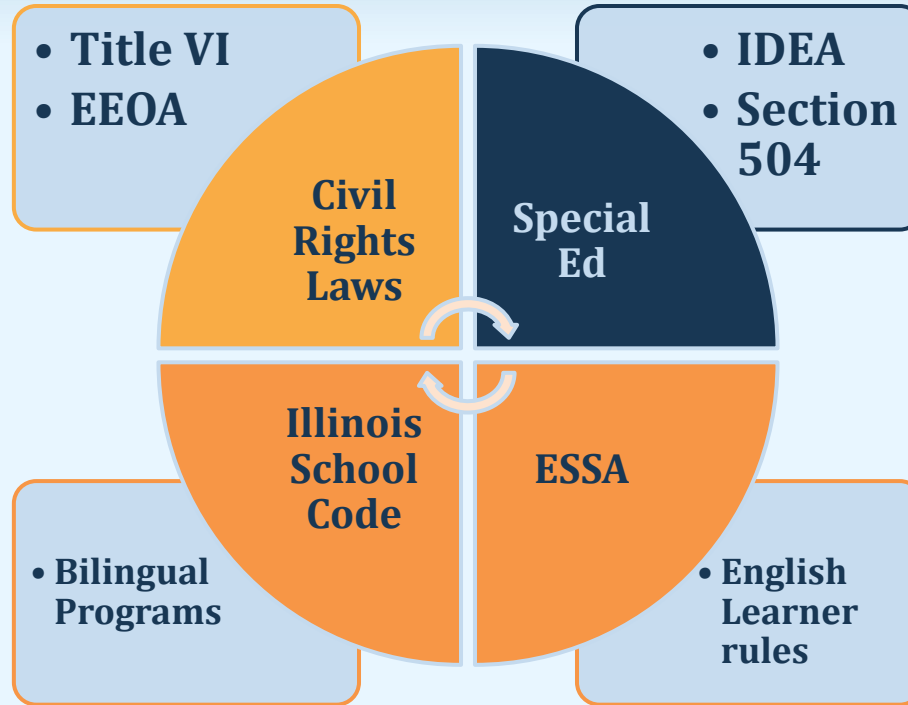 • Title VI
• EEOA
Civil
Rights
Laws
• IDEA
• Section
504
Special
Ed
Illinois
School
Code
• Bilingual
Programs
ESSA
• English
Learner
rules